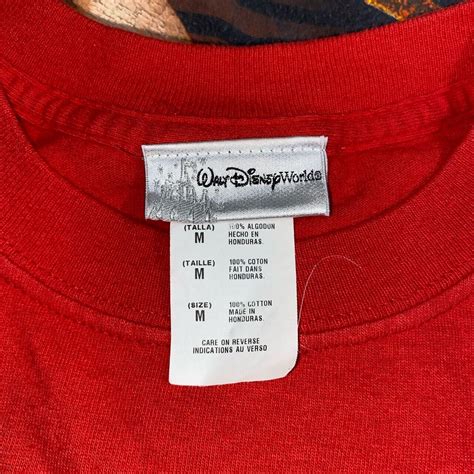 Walt Disney World®
(TALLA) 100% ALGODON
M HECHO EN
HONDURAS.
(TAILLE) 100% COTON
M FAIT DANS
HONDURAS.
(SIZE) 100% COTTON
M MADE IN
HONDURAS.
CARE ON REVERSE
INDICATIONS AU VERSO